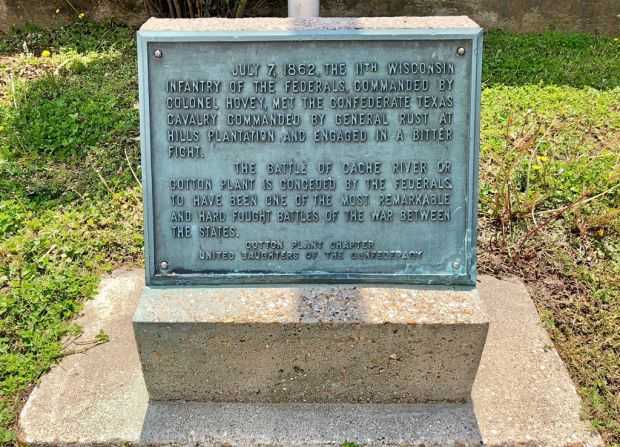 JULY 7, 1862, THE 11TH WISCONSIN
INFANTRY OF THE FEDERALS, COMMANDED BY
COLONEL HOVEY, MET THE CONFEDERATE TEXAS
CAVALRY COMMANDED BY GENERAL RUST AT
HILLS PLANTATION AND ENGAGED IN A BITTER
FIGHT.
THE BATTLE OF CACHE RIVER OR
COTTON PLANT IS CONCEDED BY THE FEDERALS
TO HAVE BEEN ONE OF THE MOST REMARKABLE
AND HARD FOUGHT BATTLES OF THE WAR BETWEEN
THE STATES.
COTTON PLANT CHAPTER
UNITED DAUGHTERS OF THE CONFEDERACY